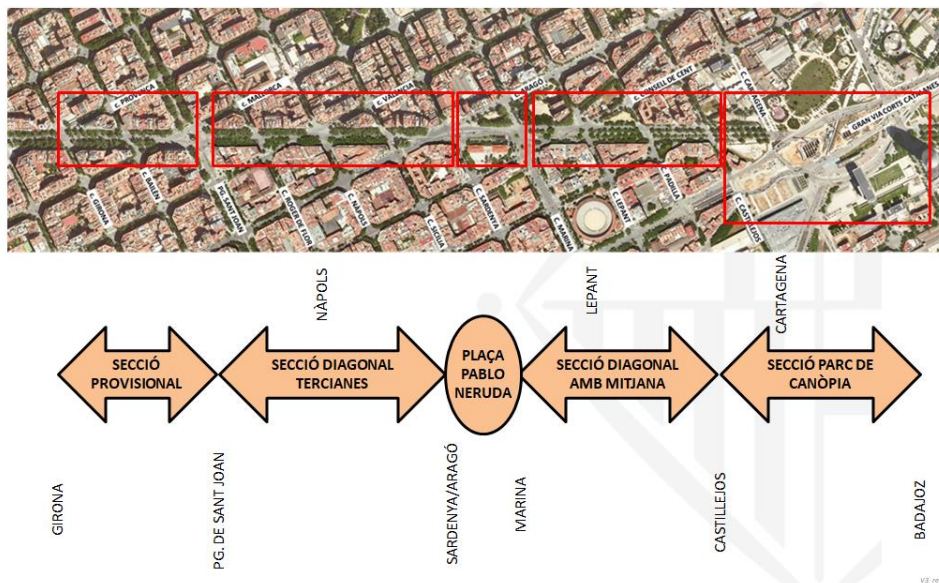 c. PROVENÇA
c. MALLORCA
c. VALÈNCIA
c. ARAGÓ
c. CONSELL DE CENT
C. CARTAGENA
GRAN VIA CORTS CATALANES
c. GIRONA
c. BAILÈN
PG. SANT JOAN
C. ROGER DE FLOR
C. NÀPOLS
C. SICILIA
C. SARDENYA
C. MARINA
C. LEPANT
C. PADILLA
C. CASTILLEJOS
NÀPOLS
LEPANT
CARTAGENA
SECCIÓ
PROVISIONAL
SECCIÓ DIAGONAL
TERCIANES
PLAÇA
PABLO
NERUDA
SECCIÓ DIAGONAL
AMB MITJANA
SECCIÓ PARC DE
CANÒPIA
GIRONA
PG. DE SANT JOAN
SARDENYA/ARAGÓ
MARINA
CASTILLEJOS
BADAJOZ
V3_re